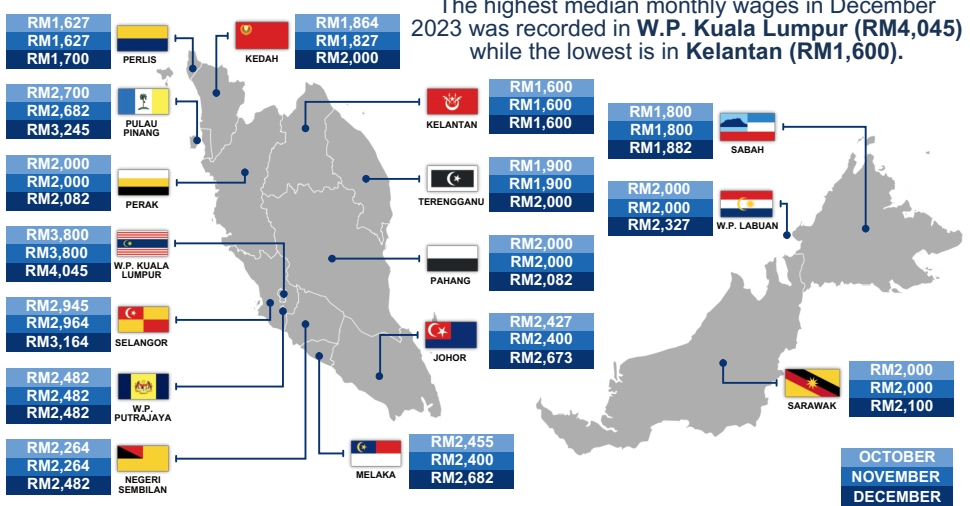 The highest median monthly wages in December
2023 was recorded in W.P. Kuala Lumpur (RM4,045)
while the lowest is in Kelantan (RM1,600).
RM1,627
RM1,627
RM1,700
PERLIS
KEDAH
RM1,864
RM1,827
RM2,000
RM2,700
RM2,682
RM3,245
PULAU
PINANG
KELANTAN
RM1,600
RM1,600
RM1,600
RM1,800
RM1,800
RM1,882
SABAH
RM2,000
RM2,000
RM2,082
PERAK
TERENGGANU
RM1,900
RM1,900
RM2,000
RM2,000
RM2,000
RM2,327
W.P. LABUAN
RM3,800
RM3,800
RM4,045
W.P. KUALA
LUMPUR
PAHANG
RM2,000
RM2,000
RM2,082
RM2,945
RM2,964
RM3,164
SELANGOR
JOHOR
RM2,427
RM2,400
RM2,673
RM2,482
RM2,482
RM2,482
W.P.
PUTRAJAYA
SARAWAK
RM2,000
RM2,000
RM2,100
RM2,264
RM2,264
RM2,482
NEGERI
SEMBILAN
MELAKA
RM2,455
RM2,400
RM2,682
OCTOBER
NOVEMBER
DECEMBER